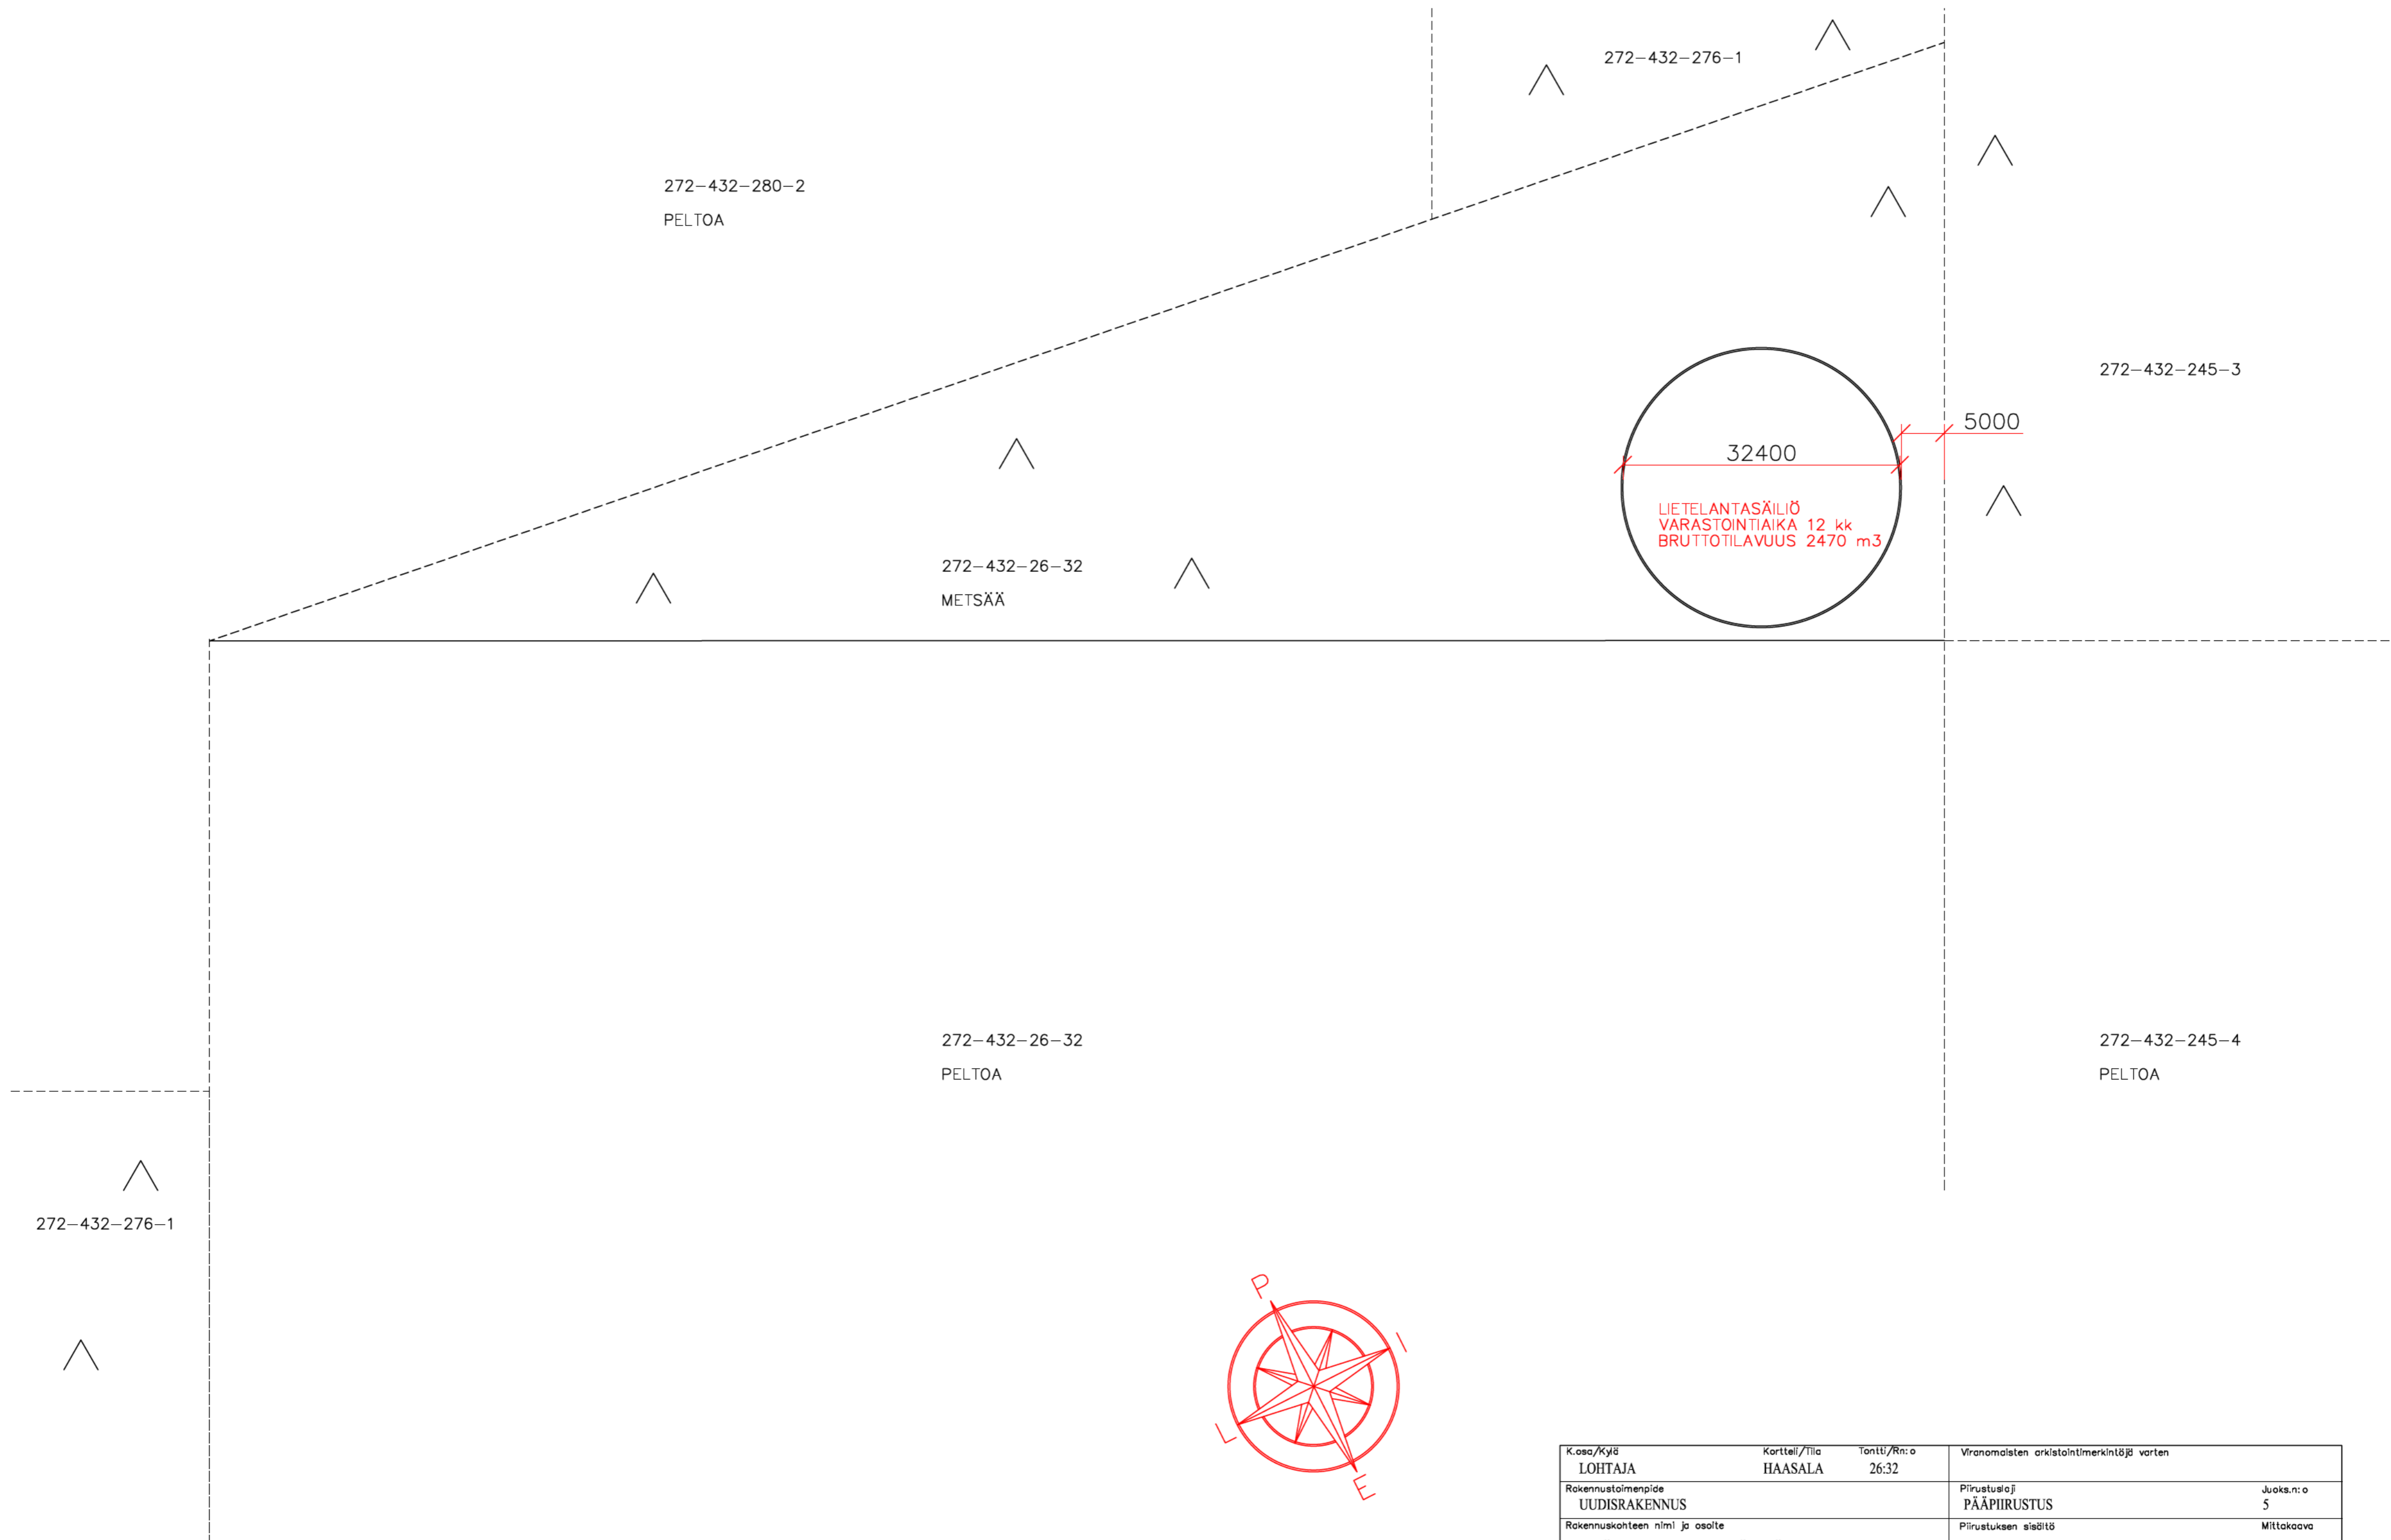 272-432-276-1
272-432-280-2
PELTOA
272-432-245-3
5000
32400
LIETELANTASÄILIÖ
VARASTOINTIAIKA 12 kk
BRUTTOTILAVUUS 2470 m3
272-432-26-32
METSÄÄ
272-432-26-32
PELTOA
272-432-245-4
PELTOA
272-432-276-1
P
I
L
E
K.osa/Kylä Kortteli/Tila Tontti/Rn:o Viranomaisten arkistointimerkintöjä varten
LOHTAJA HAASALA 26:32
Rakennustoimenpide Piirustuslaji Juoks.n:o
UUDISRAKENNUS PÄÄPIIRUSTUS 5
Rakennuskohteen nimi ja osoite Piirustuksen sisältö Mittakaava